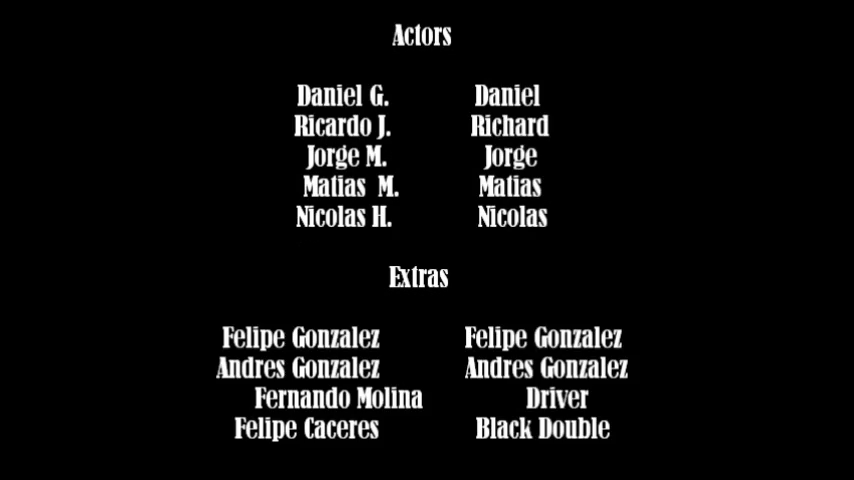 Actors
Daniel G. Daniel
Ricardo J. Richard
Jorge M. Jorge
Matias M. Matias
Nicolas H. Nicolas
Extras
Felipe Gonzalez Felipe Gonzalez
Andres Gonzalez Andres Gonzalez
Fernando Molina Driver
Felipe Caceres Black Double